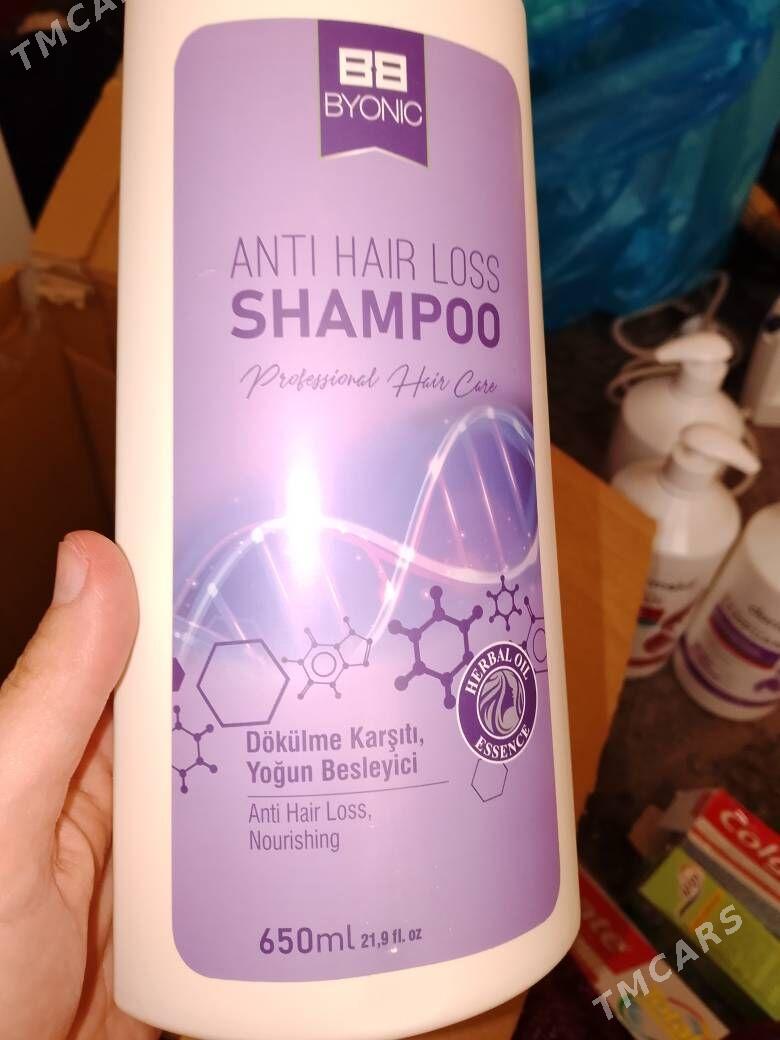 TMCARS
BB
BYONIC
ANTI HAIR LOSS
SHAMPOO
Professional Hair Care
HERBAL OIL
ESSENCE
Dökülme Karşıtı,
Yoğun Besleyici
Anti Hair Loss,
Nourishing
650ml 21,9 fl. oz
TMCARS